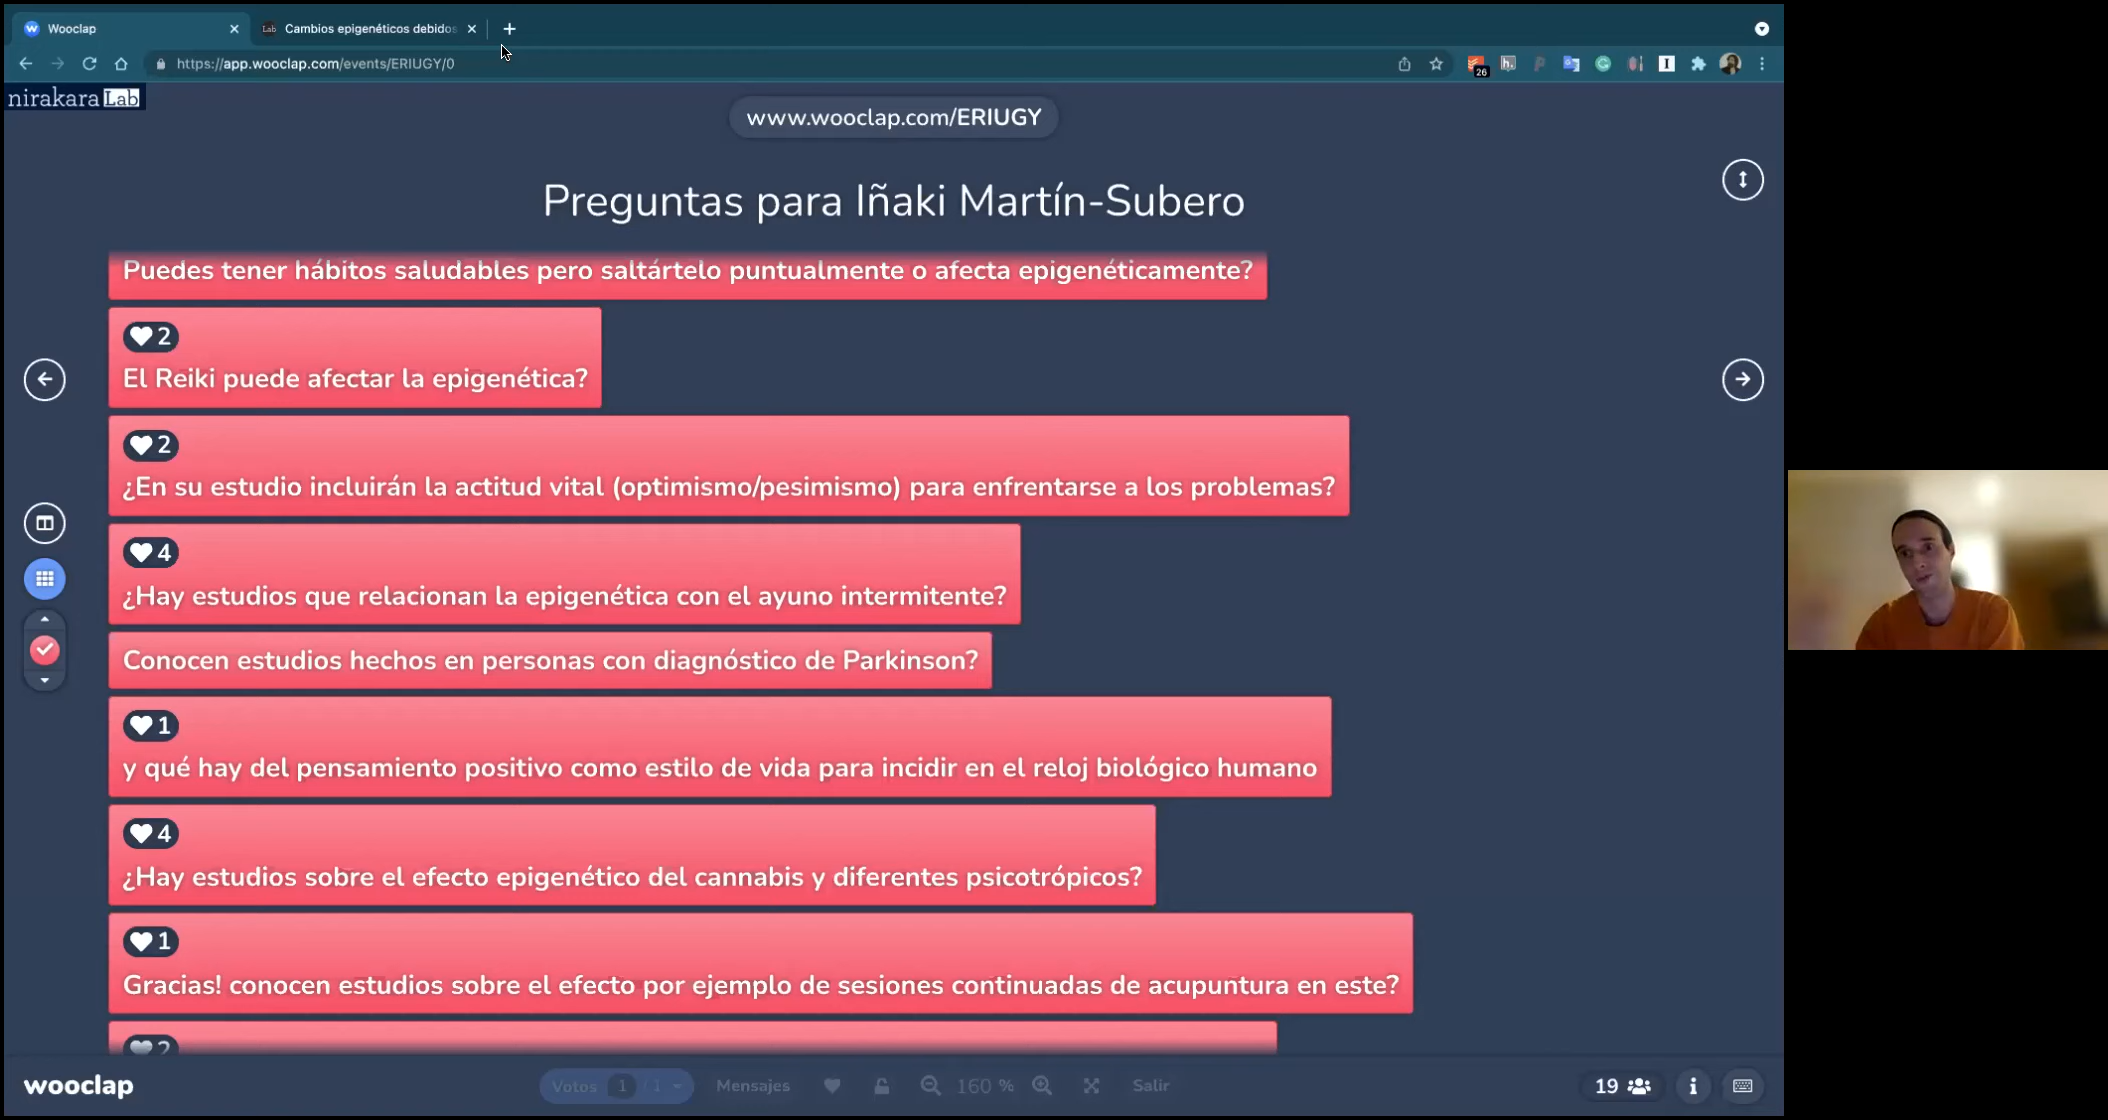 Wooclap
Lab Cambios epigenéticos debidos
https://app.wooclap.com/events/ERIUGY/0
26
nirakara Lab
www.wooclap.com/ERIUGY
Preguntas para Iñaki Martín-Subero
Puedes tener hábitos saludables pero saltártelo puntualmente o afecta epigenéticamente?
2
El Reiki puede afectar la epigenética?
2
¿En su estudio incluirán la actitud vital (optimismo/pesimismo) para enfrentarse a los problemas?
4
¿Hay estudios que relacionan la epigenética con el ayuno intermitente?
Conocen estudios hechos en personas con diagnóstico de Parkinson?
1
y qué hay del pensamiento positivo como estilo de vida para incidir en el reloj biológico humano
4
¿Hay estudios sobre el efecto epigenético del cannabis y diferentes psicotrópicos?
1
Gracias! conocen estudios sobre el efecto por ejemplo de sesiones continuadas de acupuntura en este?
2
wooclap
Votos 1 / 1 Mensajes 160 % Salir
19